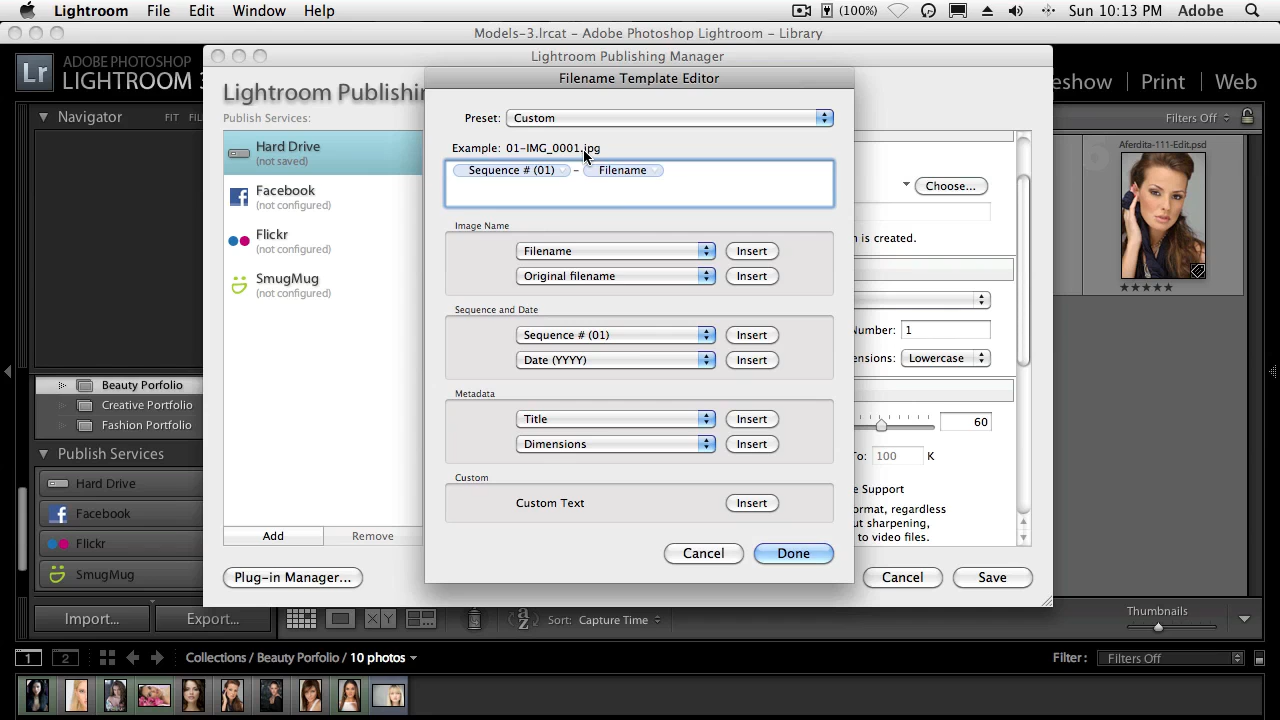 Lightroom File Edit Window Help (100%) Sun 10:13 PM Adobe
Models-3.lrcat - Adobe Photoshop Lightroom - Library
Lightroom Publishing Manager
Filename Template Editor
Lr ADOBE PHOTOSHOP
LIGHTROOM 3
Lightroom Publishin
eshow | Print | Web
Navigator FIT FI
Publish Services:
Filters Off
Hard Drive
(not saved)
Facebook
(not configured)
Flickr
(not configured)
SmugMug
(not configured)
Add Remove
Plug-in Manager...
Preset: Custom
Example: 01-IMG_0001.jpg
Sequence # (01) - Filename
Image Name
Filename Insert
Original filename Insert
Sequence and Date
Sequence # (01) Insert
Date (YYYY) Insert
Metadata
Title Insert
Dimensions Insert
Custom
Custom Text Insert
Cancel Done
Choose...
n is created.
Number: 1
ensions: Lowercase
60
To: 100 K
e Support
ormat, regardless
ut sharpening,
to video files.
Cancel Save
Aferdita-111-Edit.psd
Beauty Porfolio
Creative Portfolio
Fashion Portfolio
Publish Services
Hard Drive
Facebook
Flickr
SmugMug
Import... Export...
XY
Sort: Capture Time
Thumbnails
1 2 Collections / Beauty Porfolio / 10 photos
Filter: Filters Off